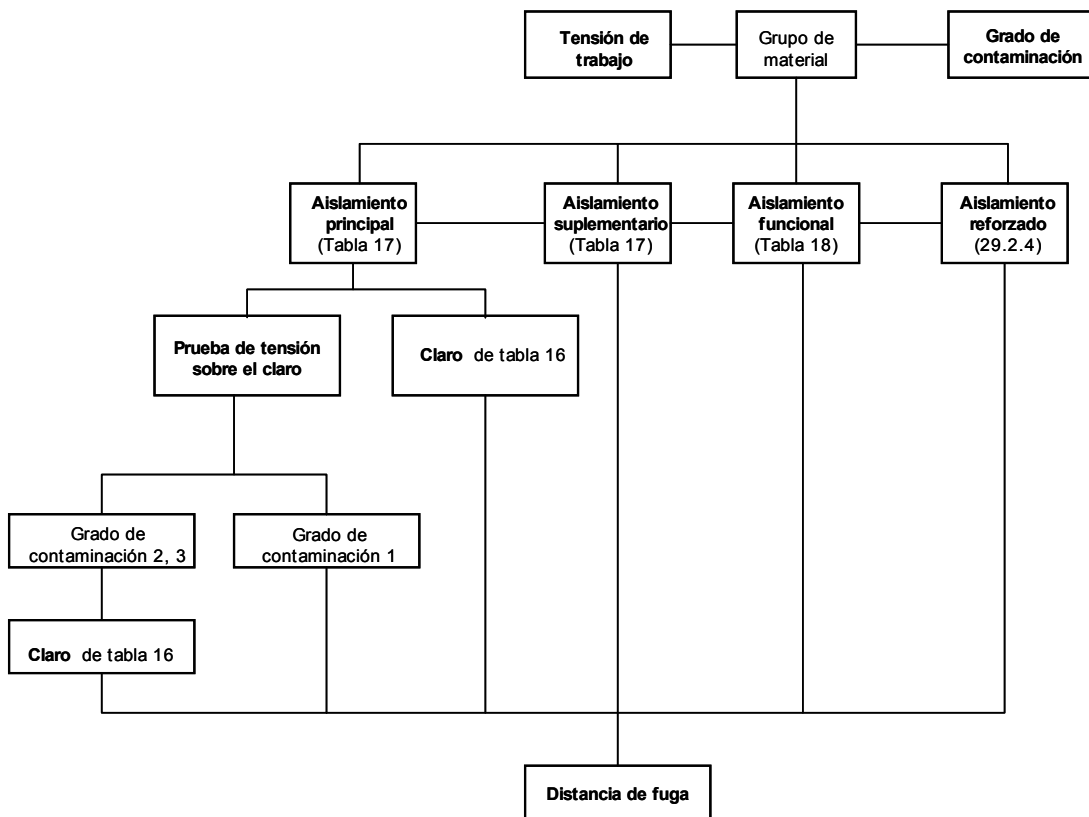 Tensión de
trabajo
Grupo de
material
Grado de
contaminación
Aislamiento
principal
(Tabla 17)
Aislamiento
suplementario
(Tabla 17)
Aislamiento
funcional
(Tabla 18)
Aislamiento
reforzado
(29.2.4)
Prueba de tensión
sobre el claro
Claro de tabla 16
Grado de
contaminación 2, 3
Grado de
contaminación 1
Claro de tabla 16
Distancia de fuga